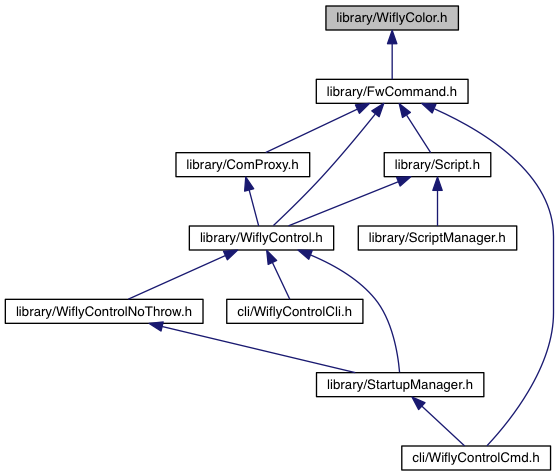 library/WiflyColor.h
library/FwCommand.h
library/ComProxy.h
library/Script.h
library/WiflyControl.h
library/ScriptManager.h
library/WiflyControlNoThrow.h
cli/WiflyControlCli.h
library/StartupManager.h
cli/WiflyControlCmd.h